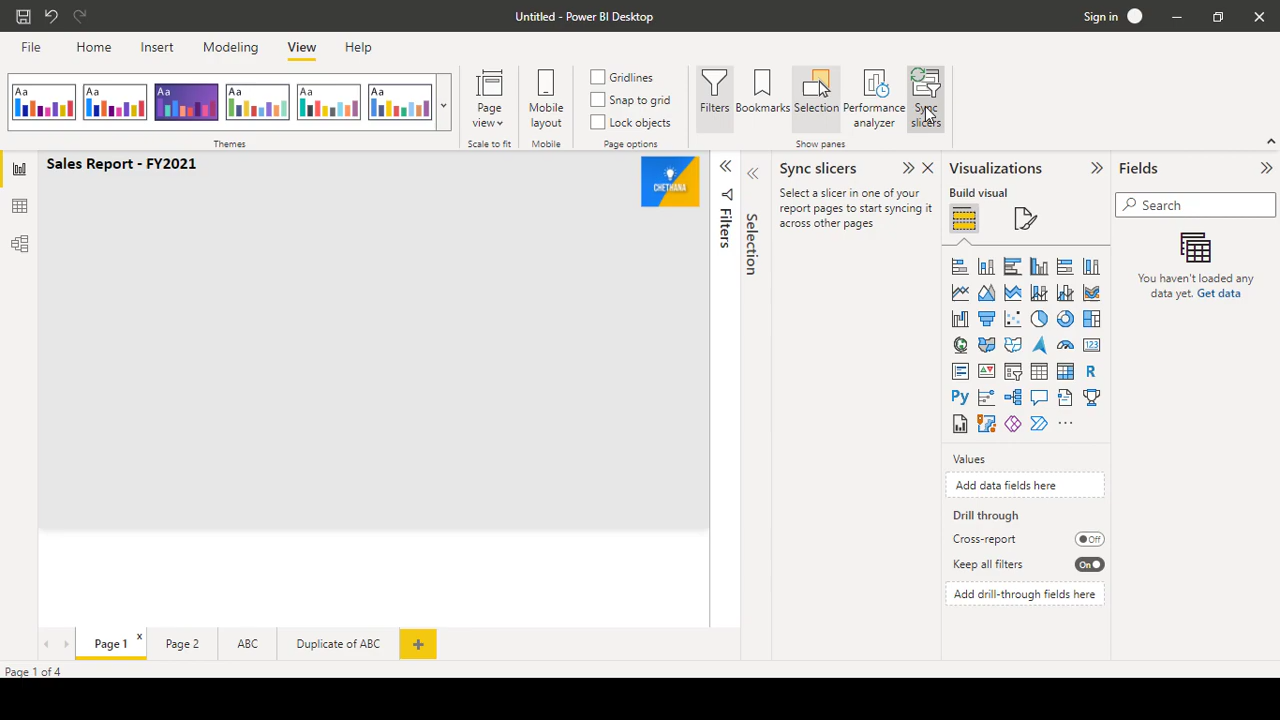 Untitled - Power BI Desktop
Sign in
File Home Insert Modeling View Help
Aa Aa Aa Aa Aa Aa
Themes
Page view
Scale to fit
Mobile layout
Mobile
Gridlines
Snap to grid
Lock objects
Page options
Filters
Bookmarks
Selection
Performance analyzer
Sync slicers
Show panes
Sales Report - FY2021
CHETHANA
Filters
Selection
Sync slicers
Select a slicer in one of your
report pages to start syncing it
across other pages
Visualizations
Build visual
123
R
Py
Values
Add data fields here
Drill through
Cross-report
Off
Keep all filters
On
Add drill-through fields here
Fields
Search
You haven't loaded any
data yet. Get data
Page 1 x
Page 2
ABC
Duplicate of ABC
+
Page 1 of 4